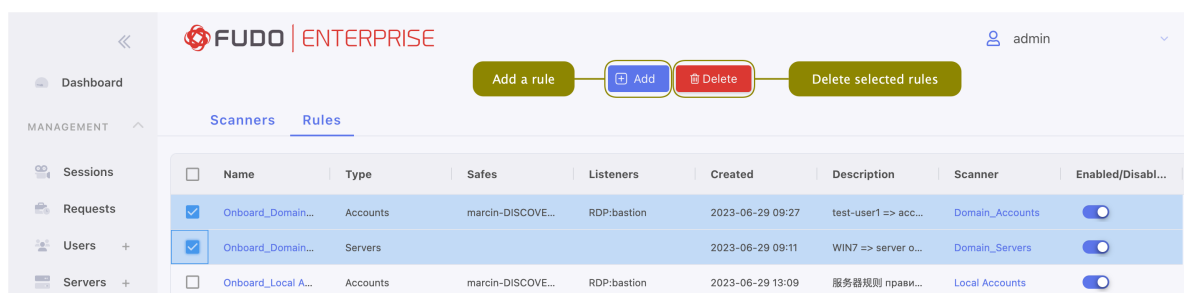 FUDO ENTERPRISE
admin
Dashboard
Add a rule
Add
Delete
Delete selected rules
MANAGEMENT
Scanners Rules
Sessions
Requests
Users +
Servers +
Name Type Safes Listeners Created Description Scanner Enabled/Disabl...
Onboard_Domain... Accounts marcin-DISCOVE... RDP:bastion 2023-06-29 09:27 test-user1 => acc... Domain_Accounts
Onboard_Domain... Servers 2023-06-29 09:11 WIN7 => server o... Domain_Servers
Onboard_Local A... Accounts marcin-DISCOVE... RDP:bastion 2023-06-29 13:09 服务器规则 прави... Local Accounts